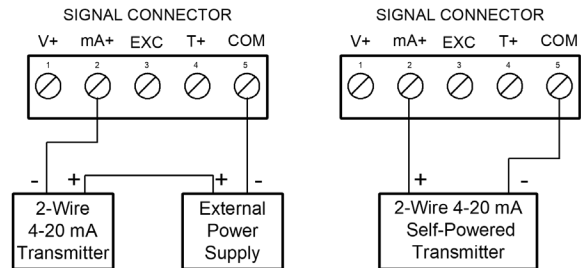 SIGNAL CONNECTOR
V+ mA+ EXC T+ COM
1 2 3 4 5
- + + -
2-Wire
4-20 mA
Transmitter
External
Power
Supply
SIGNAL CONNECTOR
V+ mA+ EXC T+ COM
1 2 3 4 5
+ -
2-Wire 4-20 mA
Self-Powered
Transmitter